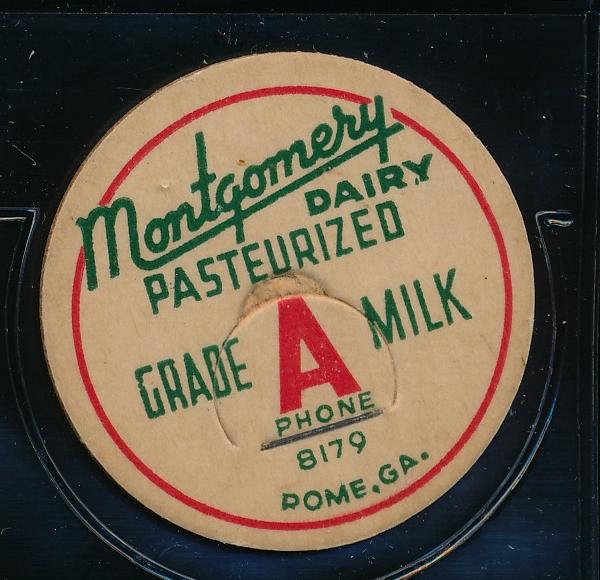 Montgomery
DAIRY
PASTEURIZED
GRADE A MILK
PHONE
8179
ROME, GA.